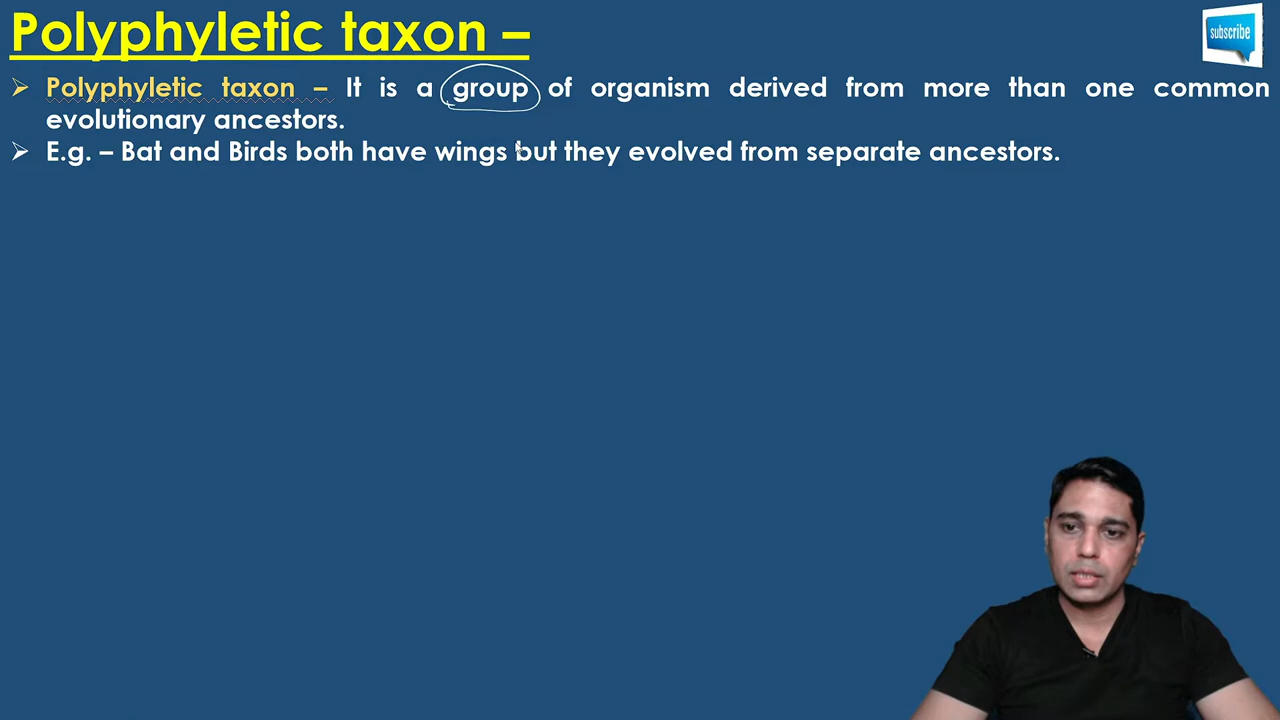 Polyphyletic taxon –
subscribe
➢ Polyphyletic taxon – It is a group of organism derived from more than one common
evolutionary ancestors.
➢ E.g. – Bat and Birds both have wings but they evolved from separate ancestors.